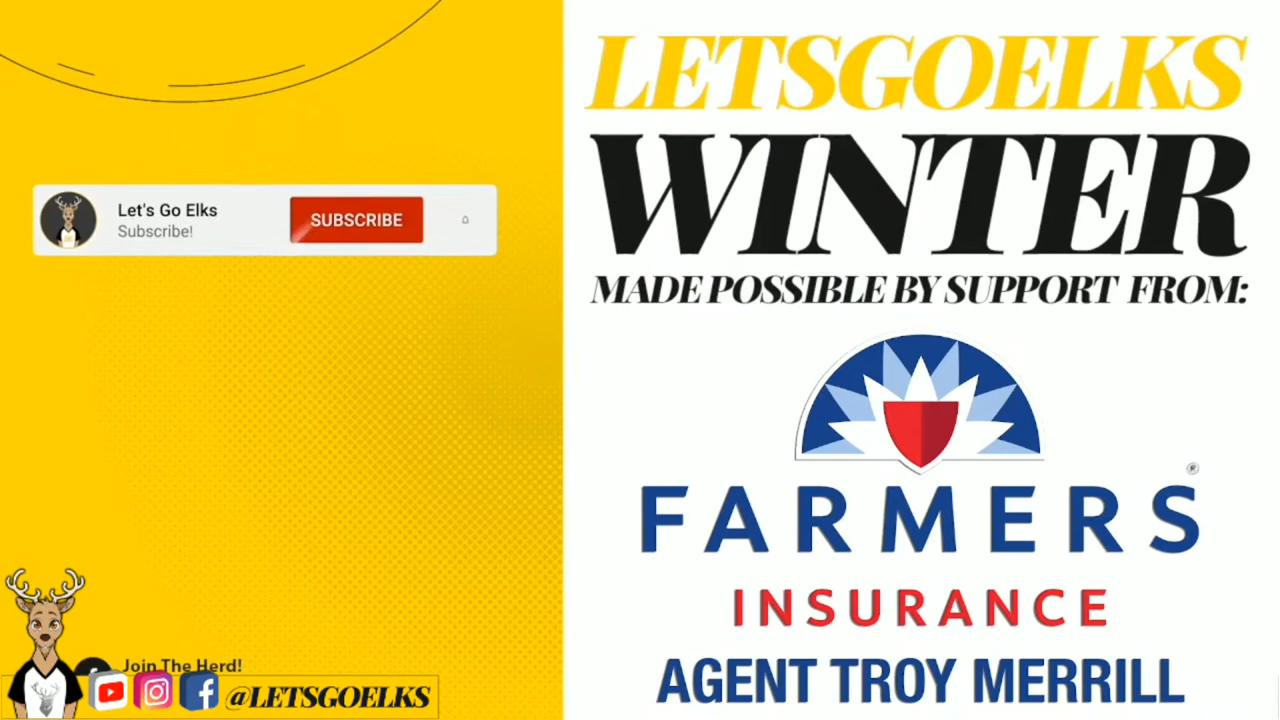 Let's Go Elks
Subscribe!
SUBSCRIBE
Join The Herd!
@LETSGOELKS
LETSGOELKS
WINTER
MADE POSSIBLE BY SUPPORT FROM:
FARMERS®
INSURANCE
AGENT TROY MERRILL